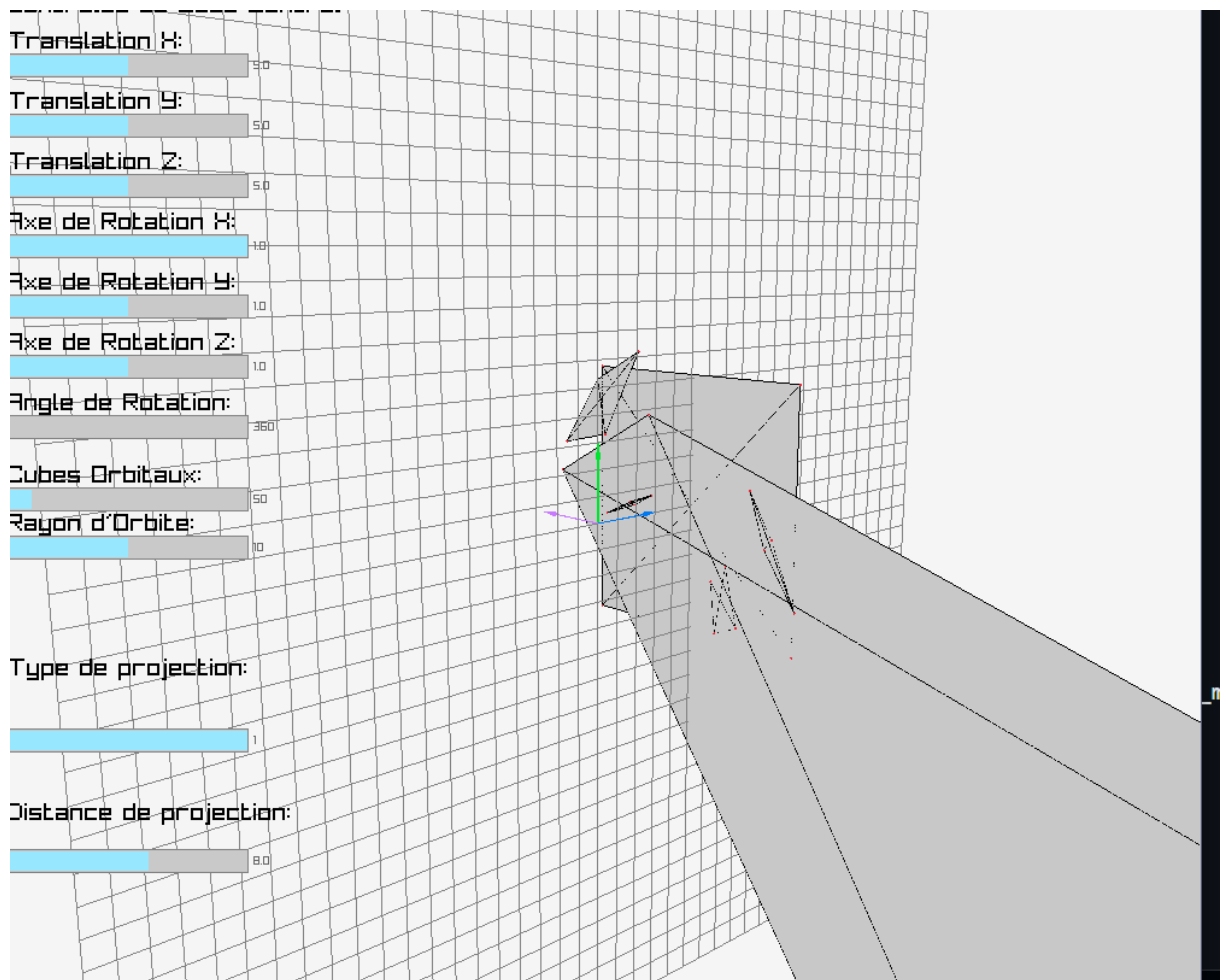 Translation X:
5.0
Translation Y:
5.0
Translation Z:
5.0
Axe de Rotation X:
1.0
Axe de Rotation Y:
1.0
Axe de Rotation Z:
1.0
Angle de Rotation:
360
Cubes Orbitaux:
50
Rayon d'Orbite:
10
Type de projection:
1
Distance de projection:
8.0
_m